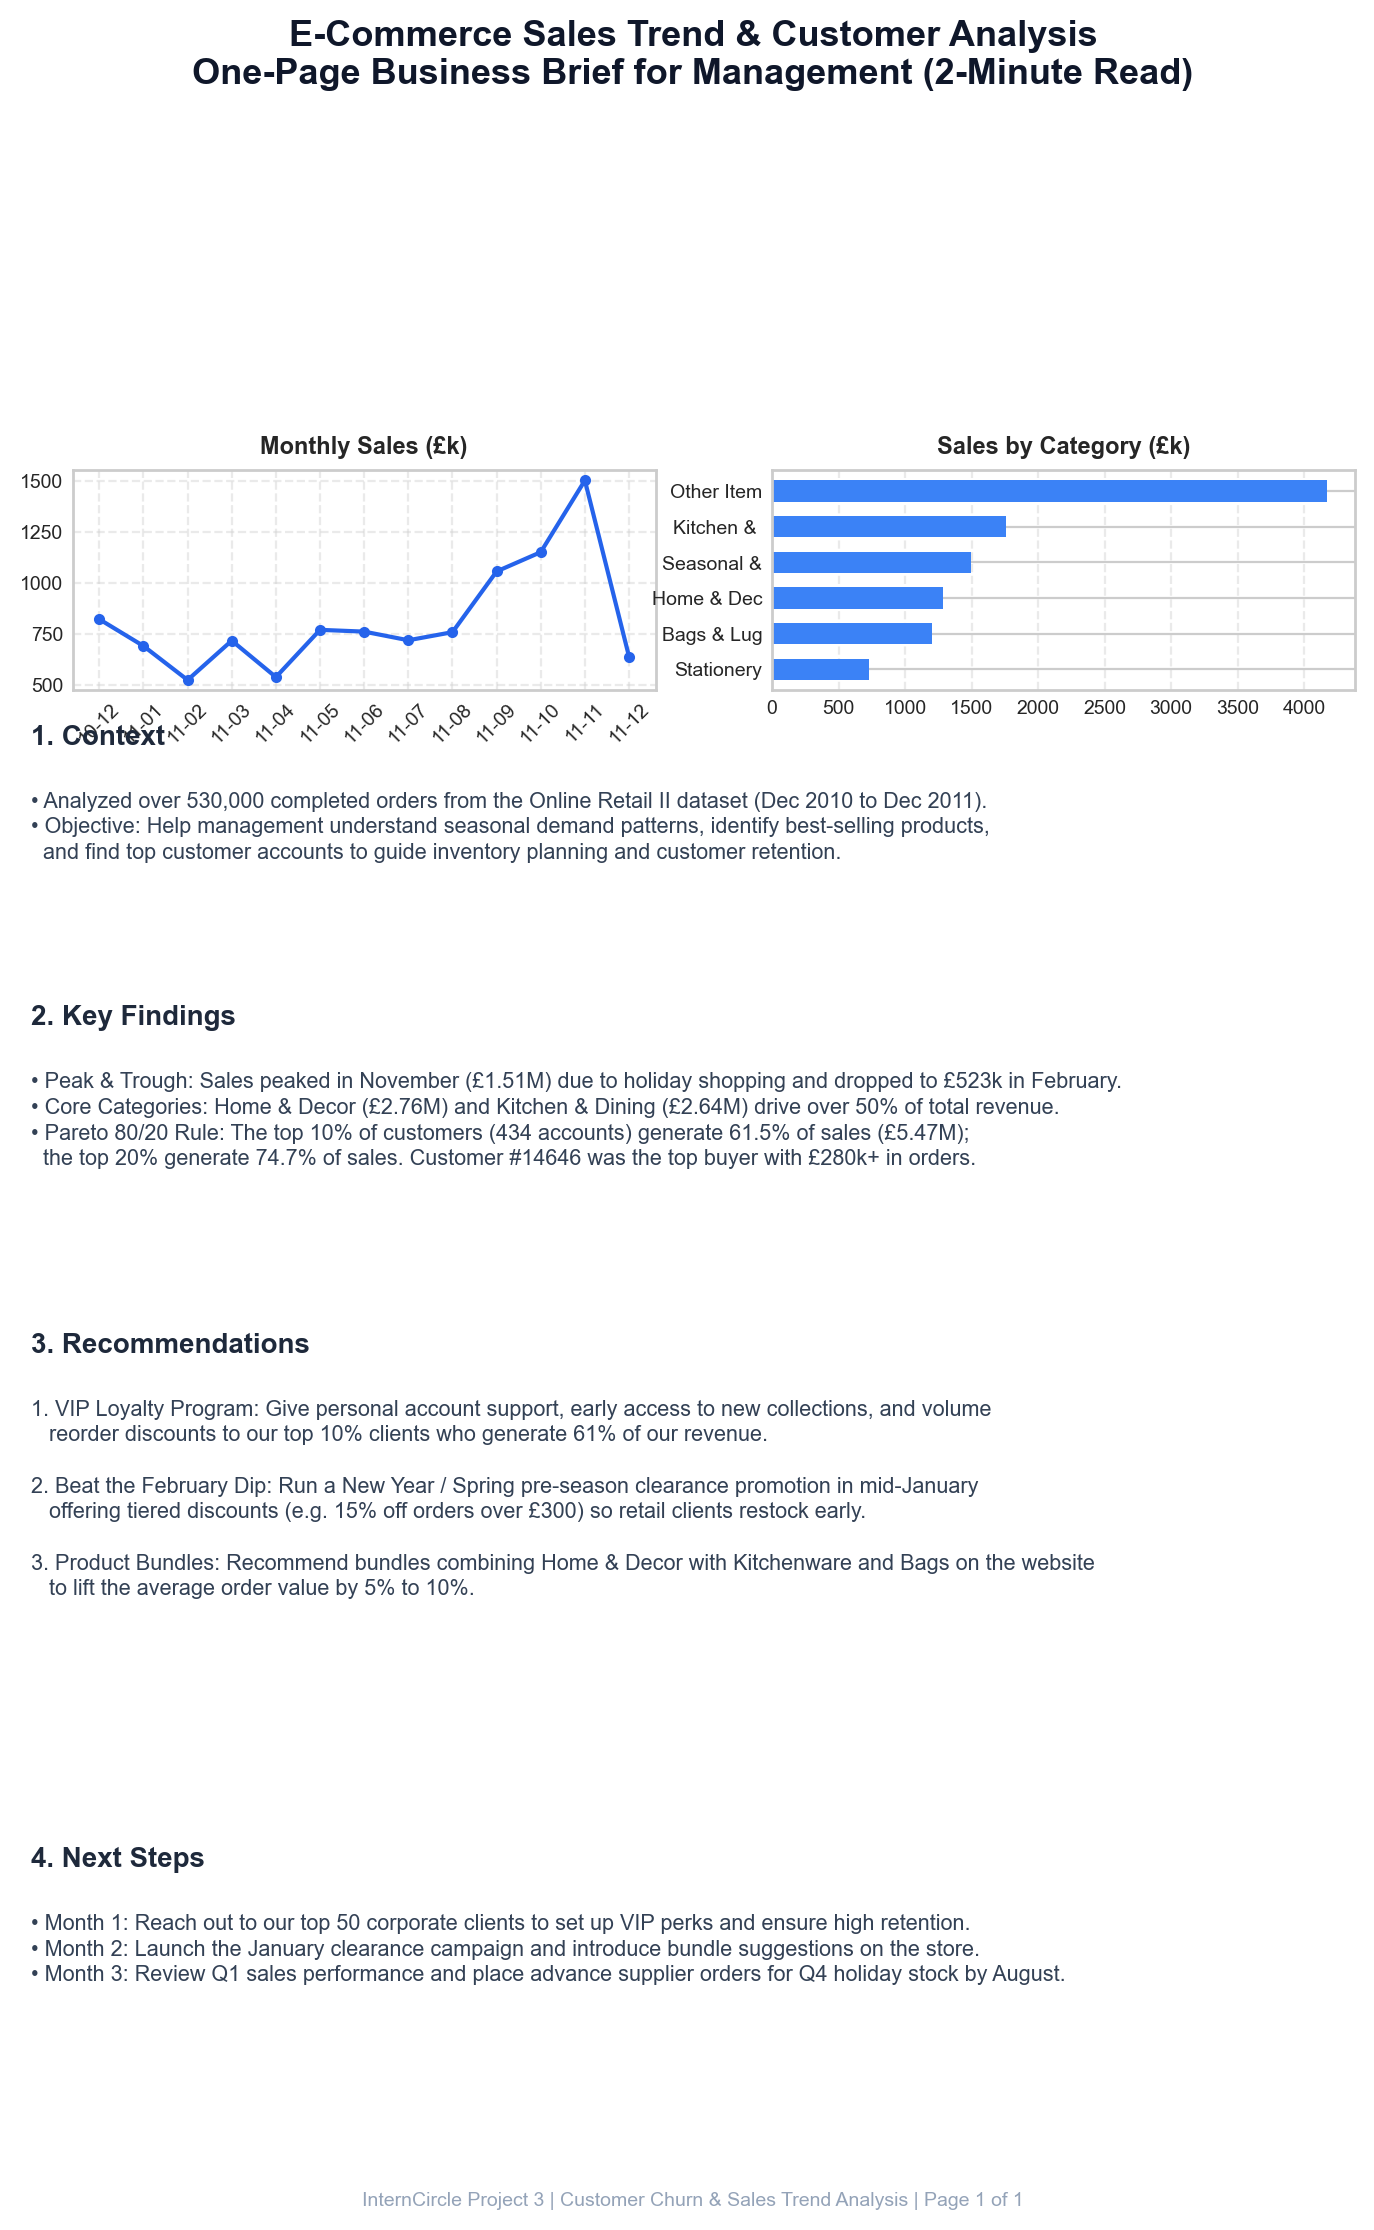 E-Commerce Sales Trend & Customer Analysis
One-Page Business Brief for Management (2-Minute Read)
Monthly Sales (£k)
1500
1250
1000
750
500
10-12
11-01
11-02
11-03
11-04
11-05
11-06
11-07
11-08
11-09
11-10
11-11
11-12
Sales by Category (£k)
Other Item
Kitchen &
Seasonal &
Home & Dec
Bags & Lug
Stationery
0
500
1000
1500
2000
2500
3000
3500
4000
1. Context
• Analyzed over 530,000 completed orders from the Online Retail II dataset (Dec 2010 to Dec 2011).
• Objective: Help management understand seasonal demand patterns, identify best-selling products,
and find top customer accounts to guide inventory planning and customer retention.
2. Key Findings
• Peak & Trough: Sales peaked in November (£1.51M) due to holiday shopping and dropped to £523k in February.
• Core Categories: Home & Decor (£2.76M) and Kitchen & Dining (£2.64M) drive over 50% of total revenue.
• Pareto 80/20 Rule: The top 10% of customers (434 accounts) generate 61.5% of sales (£5.47M);
the top 20% generate 74.7% of sales. Customer #14646 was the top buyer with £280k+ in orders.
3. Recommendations
1. VIP Loyalty Program: Give personal account support, early access to new collections, and volume
reorder discounts to our top 10% clients who generate 61% of our revenue.
2. Beat the February Dip: Run a New Year / Spring pre-season clearance promotion in mid-January
offering tiered discounts (e.g. 15% off orders over £300) so retail clients restock early.
3. Product Bundles: Recommend bundles combining Home & Decor with Kitchenware and Bags on the website
to lift the average order value by 5% to 10%.
4. Next Steps
• Month 1: Reach out to our top 50 corporate clients to set up VIP perks and ensure high retention.
• Month 2: Launch the January clearance campaign and introduce bundle suggestions on the store.
• Month 3: Review Q1 sales performance and place advance supplier orders for Q4 holiday stock by August.
InternCircle Project 3 | Customer Churn & Sales Trend Analysis | Page 1 of 1